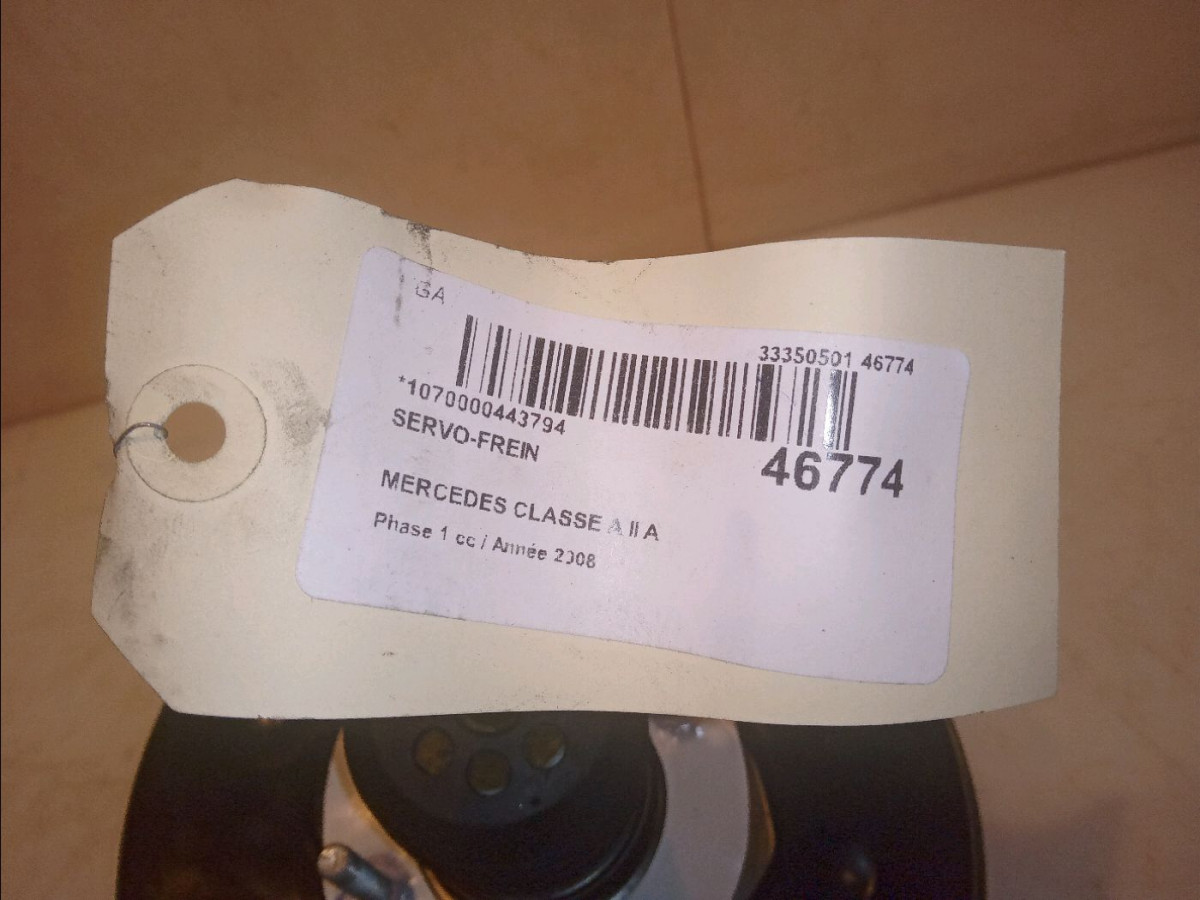 GA
33350501 46774
*1070000443794
SERVO-FREIN
46774
MERCEDES CLASSE A II A
Phase 1 cc / Année 2008